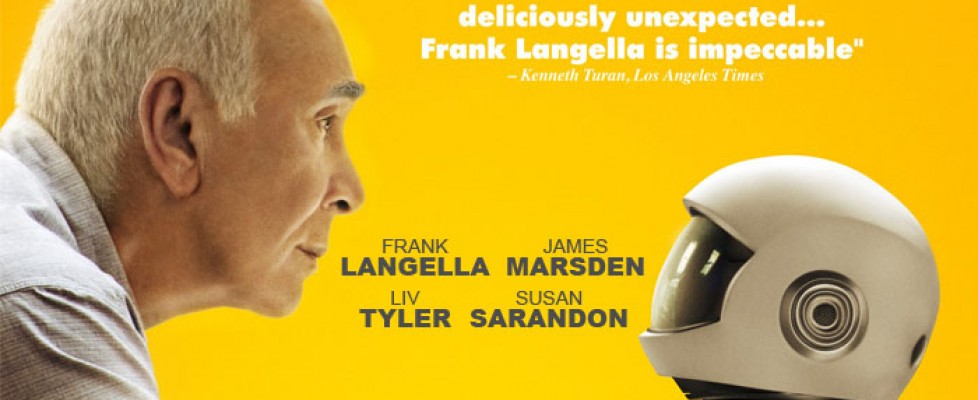 deliciously unexpected...
Frank Langella is impeccable"
– Kenneth Turan, Los Angeles Times
FRANK JAMES
LANGELLA MARSDEN
LIV SUSAN
TYLER SARANDON